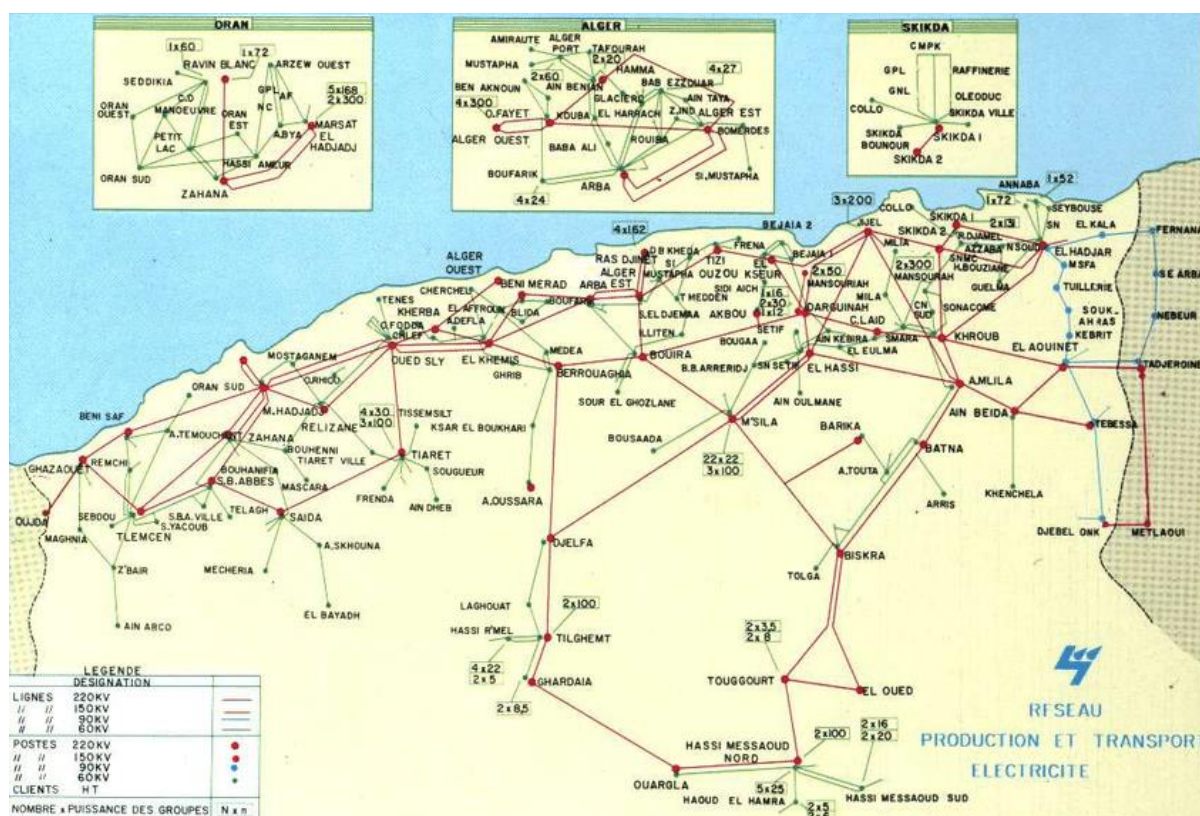 ORAN
1x60
1x72
RAVIN BLANC
ARZEW OUEST
SEDDIKIA
GPL
AF
5x168
2x300
ORAN
OUEST
C.D
MANOEUVRE
ORAN
EST
NC
MARSAT
EL
HADJADJ
PETIT
LAC
A.BYA
HASSI
AMEUR
ORAN SUD
ZAHANA
ALGER
AMIRAUTE
ALGER
PORT
TAFOURAH
MUSTAPHA
2x20
HAMMA
4x27
2x60
BEN AKNOUN
AIN BENIAN
BAB EZZOUAR
4x300
GLACIERE
AIN TAYA
O.FAYET
KOUBA
EL HARRACH
Z.IND
ALGER EST
ALGER
OUEST
ROUIBA
BOMERDES
BABA ALI
BOUFARIK
ARBA
SI.MUSTAPHA
4x24
SKIKDA
CMPK
GPL
RAFFINERIE
GNL
OLEODUC
COLLO
SKIKDA VILLE
SKIKDA
BOUNOUR
SKIKDA 1
SKIKDA 2
ANNABA
1x52
1x72
SEYBOUSE
3x200
COLLO
SKIKDA 1
2x131
SN
EL KALA
FERNANA
4x162
BEJAIA 2
JIJEL
SKIKDA 2
R.DJAMEL
AZZABA
EL HADJAR
D.B KHEDA
FRENA
MILIA
SNMC
H.BOUZIANE
MSFA
RAS DJINET
TIZI
OUZOU
BEJAIA 1
2x300
SE ARBA
ALGER
OUEST
ALGER
EST
SI
MUSTAPHA
EL
KSEUR
2x50
MANSOURAH
GUELMA
TUILLERIE
CHERCHEL
BENI MERAD
ARBA
SIDI AICH
MANSOURIAH
MILA
SONACOME
TENES
KHERBA
EL AFFROUN
BOUFARIK
T MEDDEN
1x16
2x30
1x12
DARGUINAH
CN
SUD
SOUK-
AHRAS
NEBEUR
A.DEFLA
BLIDA
S.ELDJEMAA
AKBOU
C.LAID
O.FODDA
CHLEF
ILLITEN
SETIF
AIN KEBIRA
SMARA
KHROUB
KEBRIT
BOUGAA
EL EULMA
EL AOUINET
MOSTAGANEM
OUED SLY
EL KHEMIS
MEDEA
BOUIRA
B.B.ARRERIDJ
SN SETIF
EL HASSI
TADJEROINE
GHRIB
BERROUAGHIA
A.MLILA
ORAN SUD
O.RHIOU
SOUR EL GHOZLANE
AIN OULMANE
AIN BEIDA
M.HADJADJ
4x30
3x100
TISSEMSILT
M'SILA
TEBESSA
BENI SAF
RELIZANE
KSAR EL BOUKHARI
BOUSAADA
BARIKA
A.TEMOUCHENT
ZAHANA
BATNA
BOUHENNI
TIARET VILLE
TIARET
22x22
3x100
GHAZAOUET
REMCHI
BOUHANIFIA
SOUGUEUR
A.TOUTA
S.B.ABBES
MASCARA
A.OUSSARA
KHENCHELA
FRENDA
AIN DHEB
ARRIS
OUJDA
SEBDOU
S.B.A.VILLE
TELAGH
SAIDA
DJEBEL ONK
METLAOUI
MAGHNIA
TLEMCEN
S.YACOUB
A.SKHOUNA
DJELFA
BISKRA
Z'BAIR
MECHERIA
TOLGA
EL BAYADH
LAGHOUAT
2x100
AIN ARCO
HASSI R'MEL
TILGHEMT
2x3,5
2x8
4x22
2x5
GHARDAIA
TOUGGOURT
EL OUED
2x8,5
HASSI MESSAOUD
NORD
2x100
2x16
2x20
OUARGLA
5x25
HAOUD EL HAMRA
2x5
HASSI MESSAOUD SUD
RESEAU
PRODUCTION ET TRANSPOR
ELECTRICITE
LEGENDE
DESIGNATION
LIGNES 220KV
" " 150KV
" " 90KV
" " 60KV
POSTES 220KV
" " 150KV
" " 90KV
" " 60KV
CLIENTS HT
NOMBRE x PUISSANCE DES GROUPES N x n